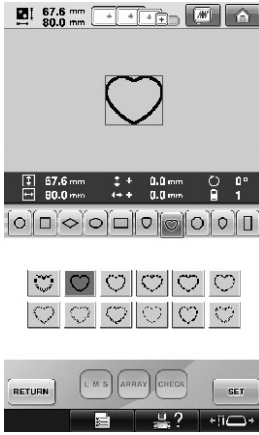 67.6 mm
80.0 mm
67.6 mm + 0.0 mm 0°
80.0 mm + 0.0 mm 1
L M S ARRAY CHECK
RETURN SET
?